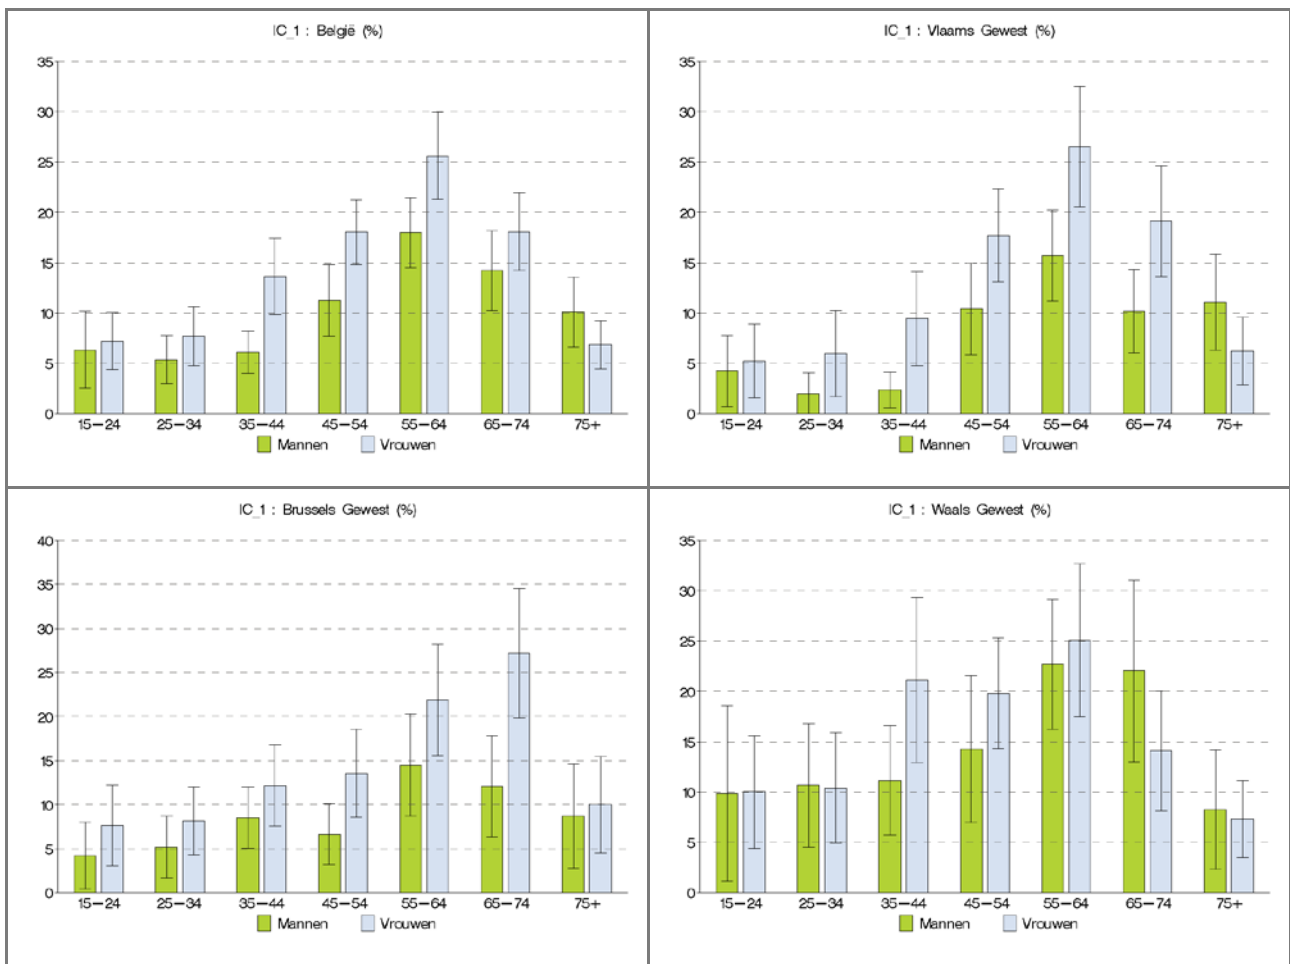 IC_1 : België (%)
35
30
25
20
15
10
5
0
15-24 25-34 35-44 45-54 55-64 65-74 75+
Mannen Vrouwen
IC_1 : Vlaams Gewest (%)
35
30
25
20
15
10
5
0
15-24 25-34 35-44 45-54 55-64 65-74 75+
Mannen Vrouwen
IC_1 : Brussels Gewest (%)
40
35
30
25
20
15
10
5
0
15-24 25-34 35-44 45-54 55-64 65-74 75+
Mannen Vrouwen
IC_1 : Waals Gewest (%)
35
30
25
20
15
10
5
0
15-24 25-34 35-44 45-54 55-64 65-74 75+
Mannen Vrouwen